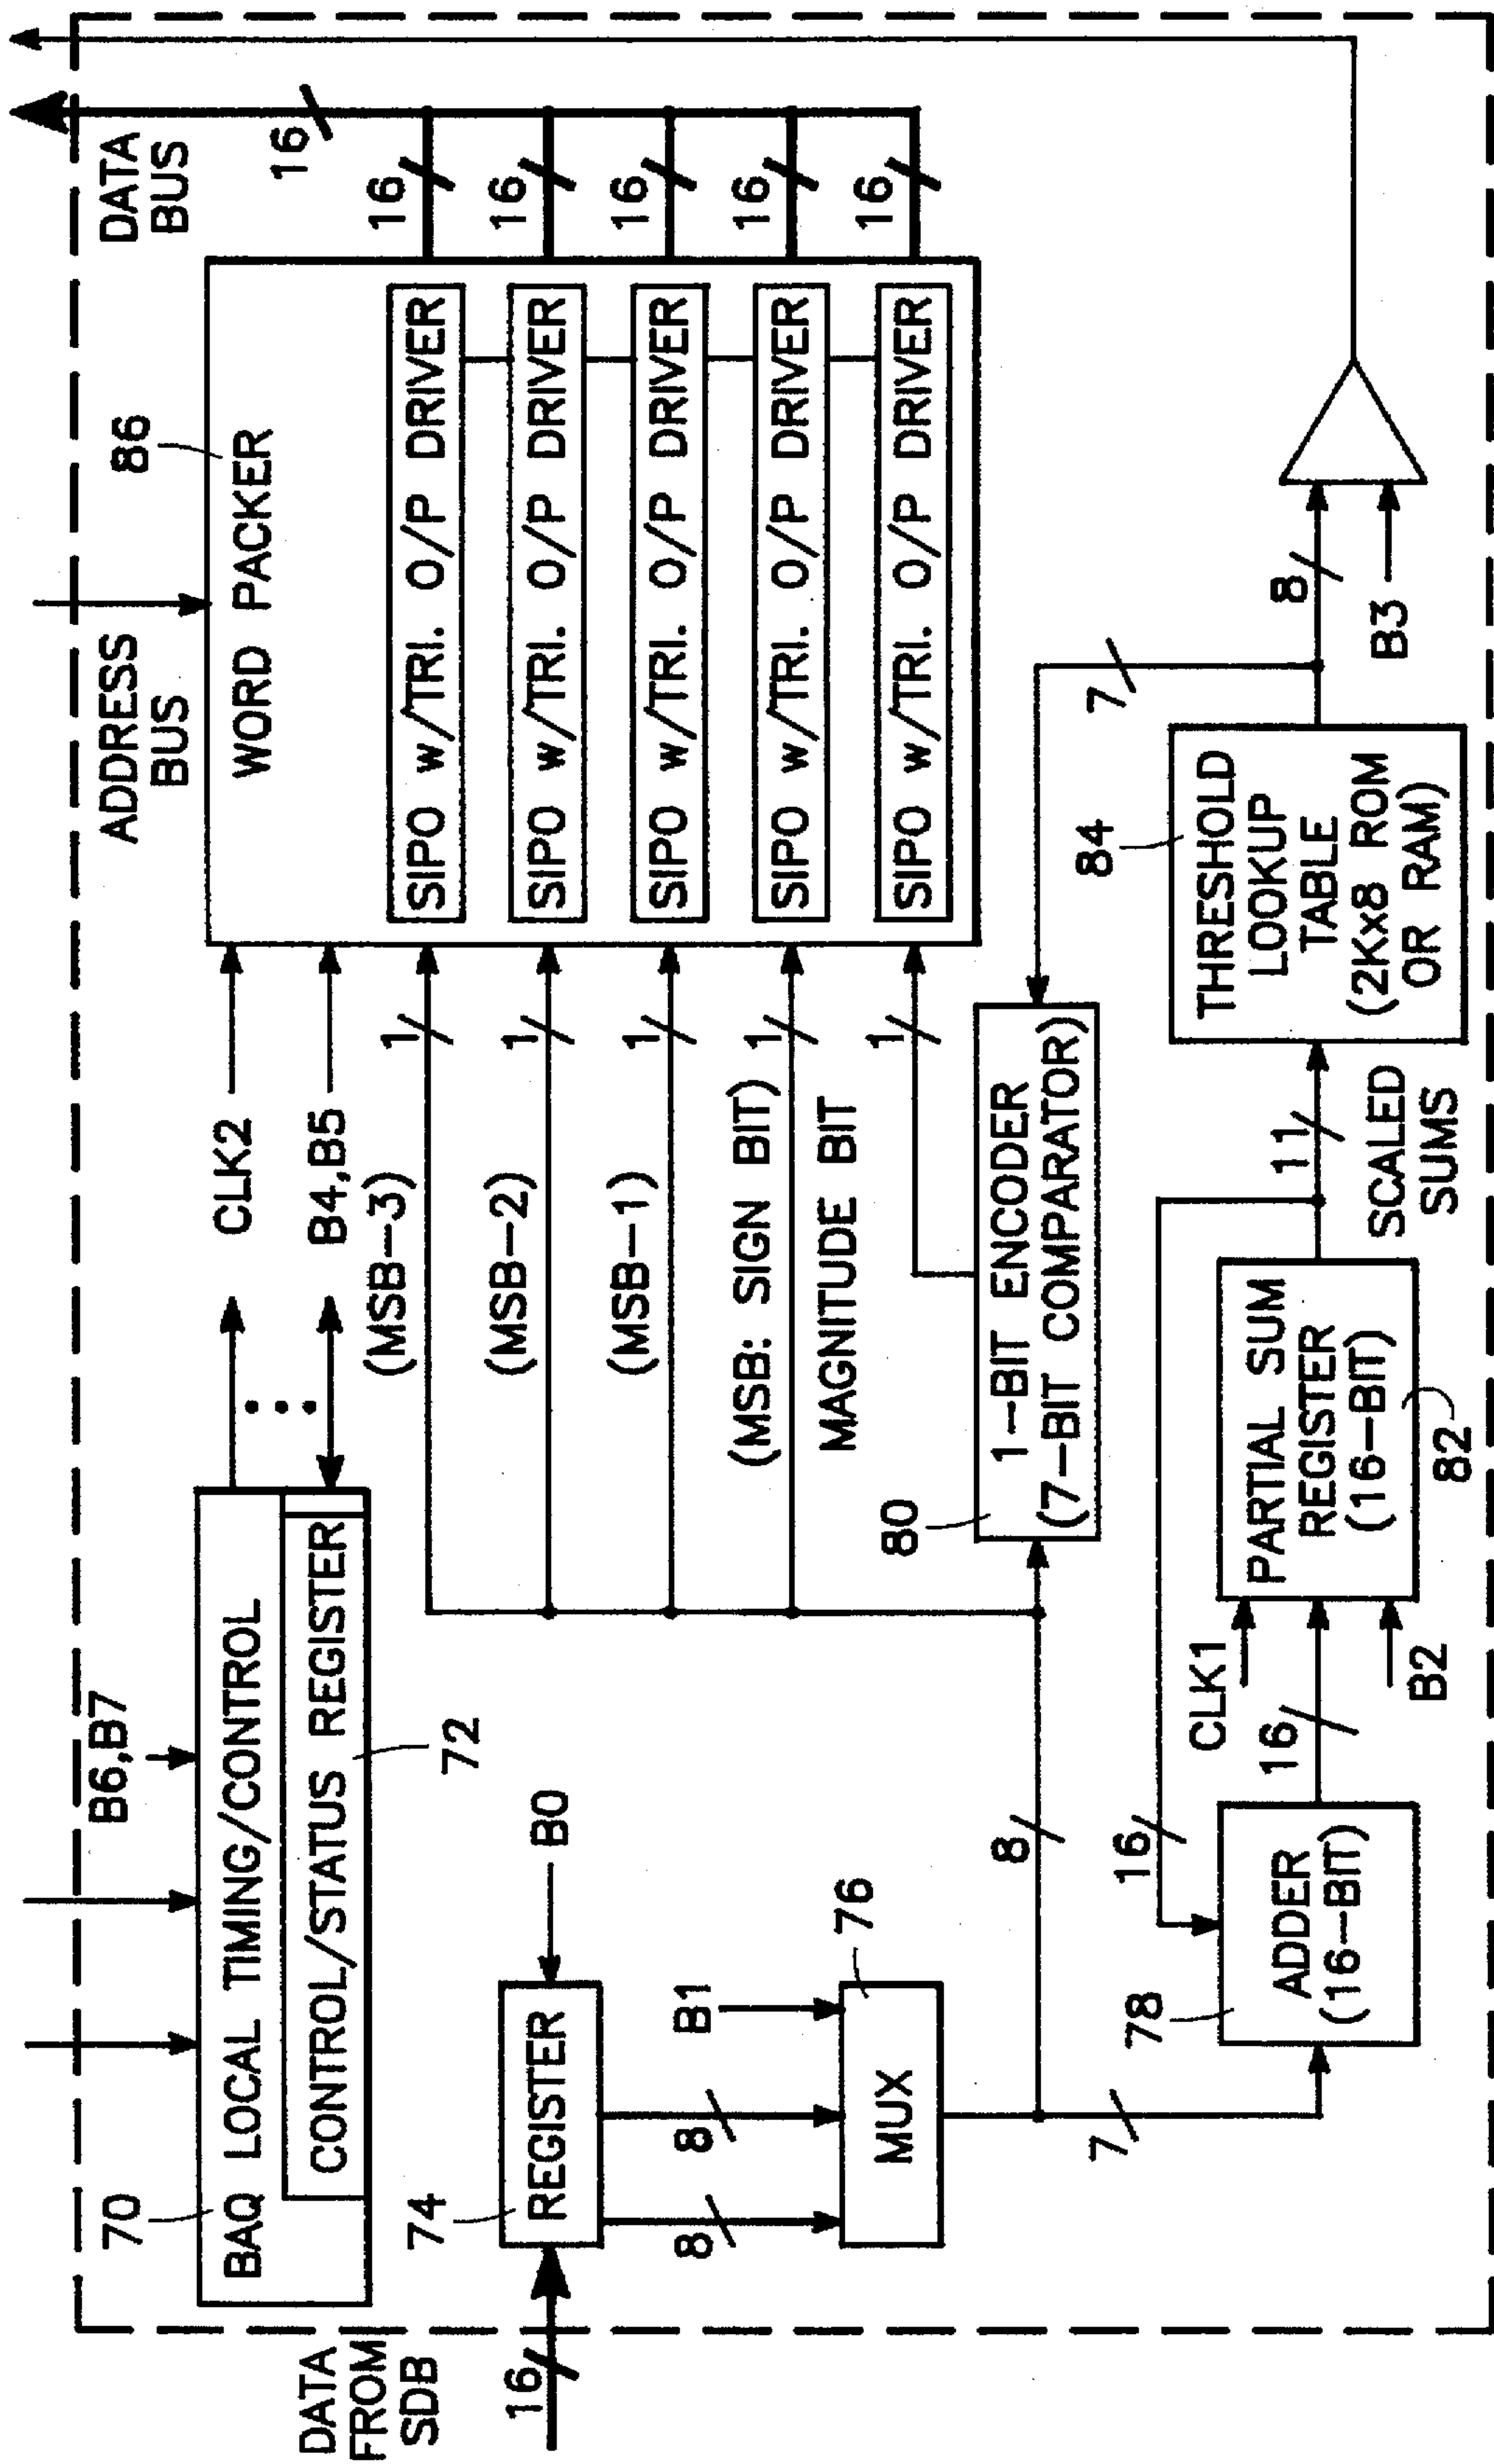 DATA
FROM
SDB
16
70
BAQ LOCAL TIMING/CONTROL
CONTROL/STATUS REGISTER
72
B6,B7
CLK2
B4,B5
ADDRESS
BUS
86
WORD PACKER
DATA
BUS
16
SIPO w/TRI. O/P DRIVER
16
SIPO w/TRI. O/P DRIVER
16
SIPO w/TRI. O/P DRIVER
16
SIPO w/TRI. O/P DRIVER
16
SIPO w/TRI. O/P DRIVER
16
(MSB-3)
1
(MSB-2)
1
(MSB-1)
1
(MSB: SIGN BIT)
1
MAGNITUDE BIT
1
74
REGISTER
B0
8
8
B1
76
MUX
8
7
80
1-BIT ENCODER
(7-BIT COMPARATOR)
7
78
ADDER
(16-BIT)
16
16
CLK1
B2
PARTIAL SUM
REGISTER
(16-BIT)
82
11
SCALED
SUMS
84
THRESHOLD
LOOKUP
TABLE
(2Kx8 ROM
OR RAM)
8
B3